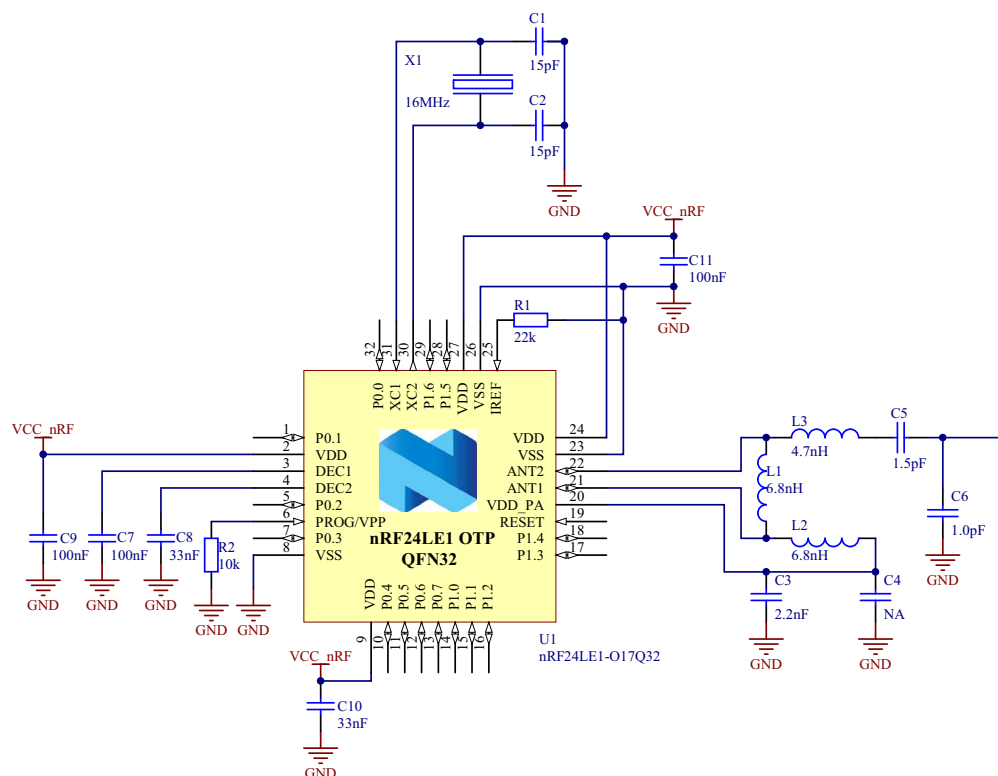 C1
X1
15pF
16MHz
C2
15pF
GND
VCC_nRF
C11
100nF
GND
R1
22k
32
31
30
29
28
27
26
25
P0.0
XC1
XC2
P1.6
P1.5
VDD
VSS
IREF
VCC_nRF
1
P0.1
2
VDD
3
DEC1
4
DEC2
5
P0.2
6
PROG/VPP
7
P0.3
8
VSS
24
VDD
23
VSS
22
ANT2
21
ANT1
20
VDD_PA
19
RESET
18
P1.4
17
P1.3
nRF24LE1 OTP
QFN32
L3
4.7nH
C5
1.5pF
L1
6.8nH
L2
6.8nH
C6
1.0pF
GND
C9
100nF
GND
C7
100nF
GND
C8
33nF
GND
R2
10k
GND
GND
C3
2.2nF
GND
C4
NA
GND
VDD
P0.4
P0.5
P0.6
P0.7
P1.0
P1.1
P1.2
9
10
11
12
13
14
15
16
U1
nRF24LE1-O17Q32
VCC_nRF
C10
33nF
GND